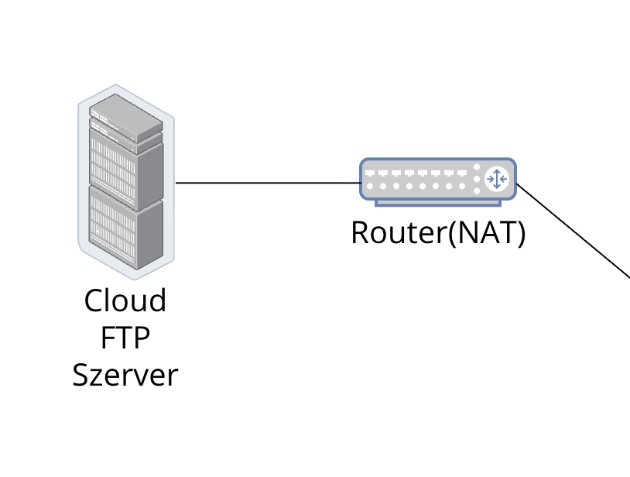 Router(NAT)
Cloud
FTP
Szerver